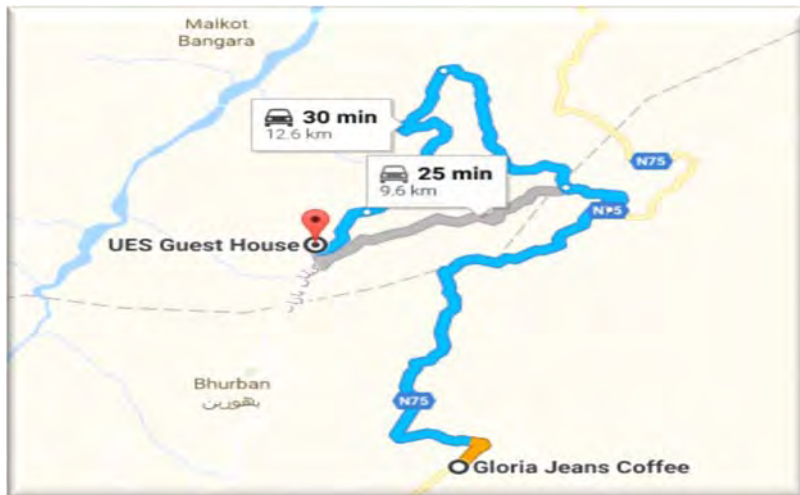 Malkot
Bangara
30 min
12.6 km
25 min
9.6 km
N75
N75
UES Guest House
Bhurban
بھوربن
N75
Gloria Jeans Coffee